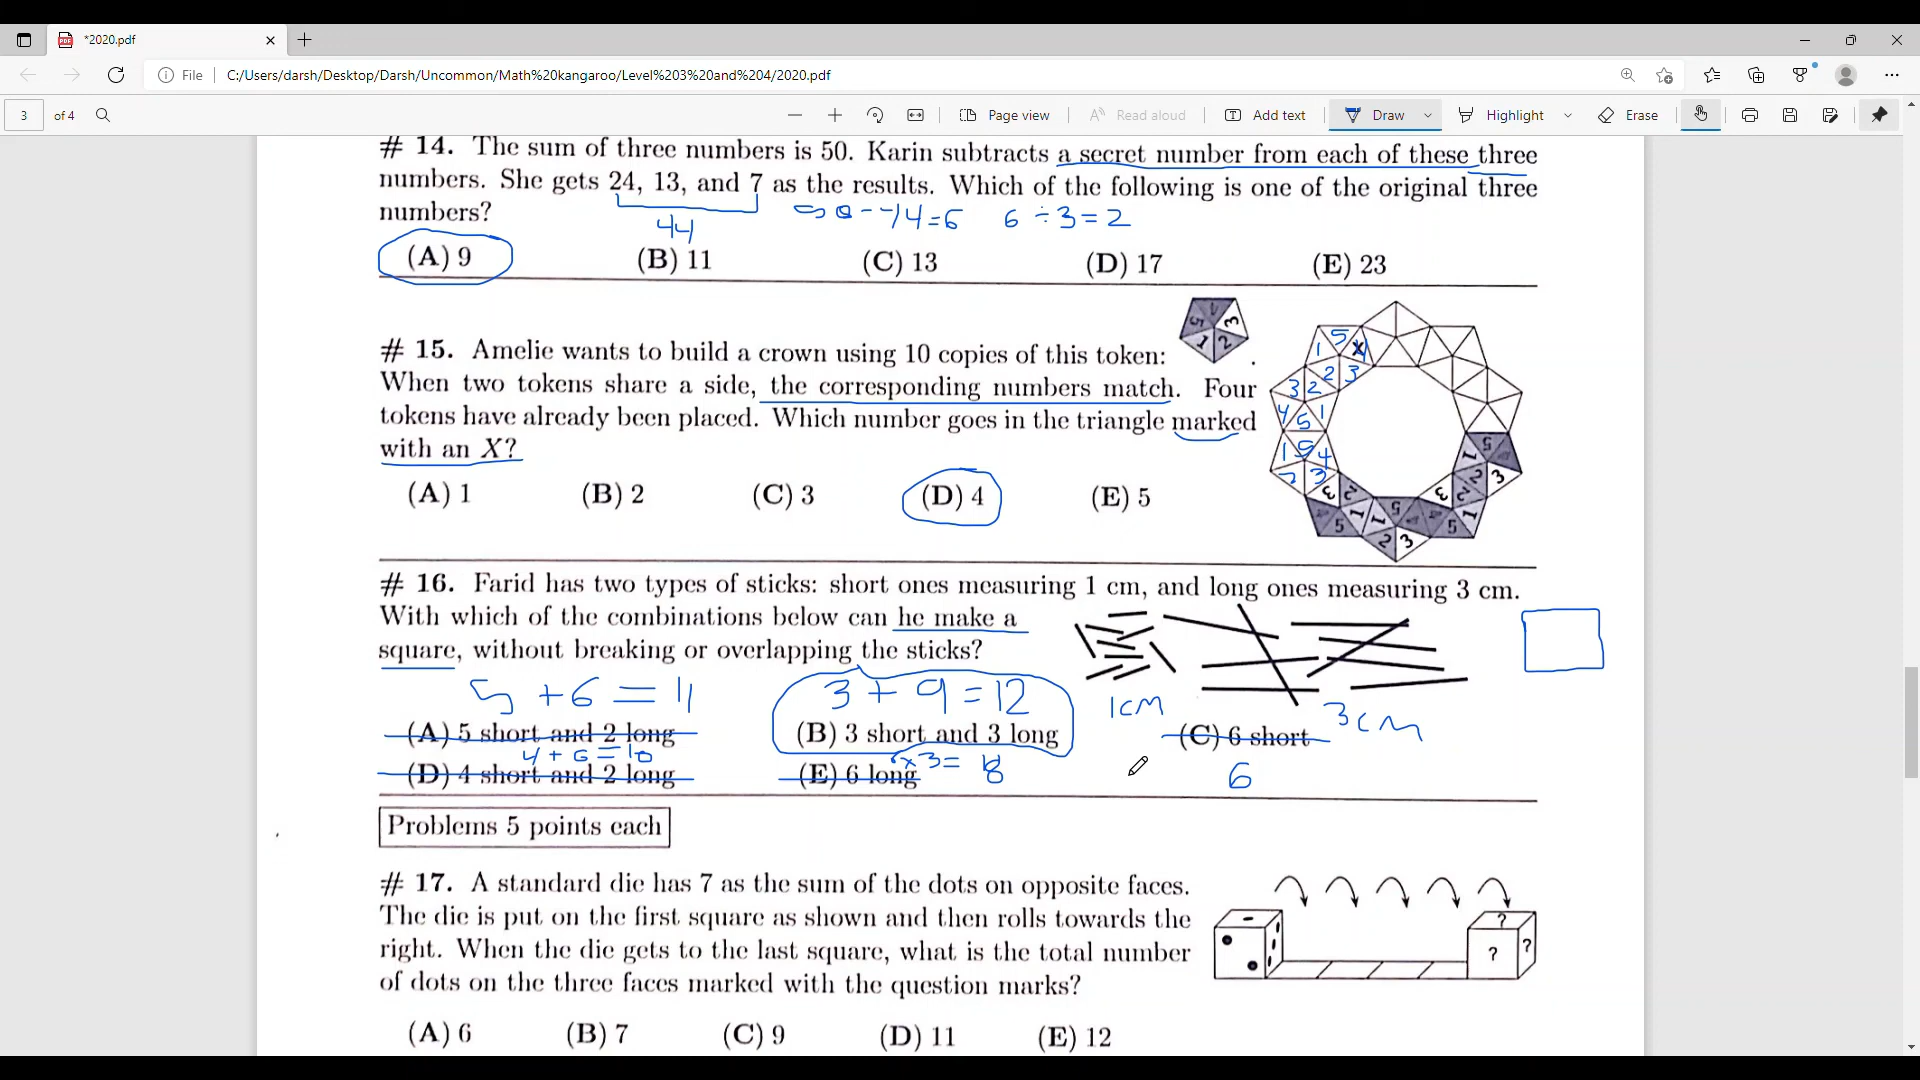 *2020.pdf
File
C:/Users/darsh/Desktop/Darsh/Uncommon/Math%20kangaroo/Level%203%20and%204/2020.pdf
3 of 4
Page view
Read aloud
Add text
Draw
Highlight
Erase
# 14. The sum of three numbers is 50. Karin subtracts a secret number from each of these three
numbers. She gets 24, 13, and 7 as the results. Which of the following is one of the original three
numbers?
44
50-44=6 6÷3=2
(A) 9 (B) 11 (C) 13 (D) 17 (E) 23
# 15. Amelie wants to build a crown using 10 copies of this token:
When two tokens share a side, the corresponding numbers match. Four
tokens have already been placed. Which number goes in the triangle marked
with an X?
(A) 1 (B) 2 (C) 3 (D) 4 (E) 5
# 16. Farid has two types of sticks: short ones measuring 1 cm, and long ones measuring 3 cm.
With which of the combinations below can he make a
square, without breaking or overlapping the sticks?
5+6=11 3+9=12 1cm 3cm
(A) 5 short and 2 long (B) 3 short and 3 long (C) 6 short
4+6=10 6
(D) 4 short and 2 long (E) 6 long
Problems 5 points each
# 17. A standard die has 7 as the sum of the dots on opposite faces.
The die is put on the first square as shown and then rolls towards the
right. When the die gets to the last square, what is the total number
of dots on the three faces marked with the question marks?
? ? ?
(A) 6 (B) 7 (C) 9 (D) 11 (E) 12